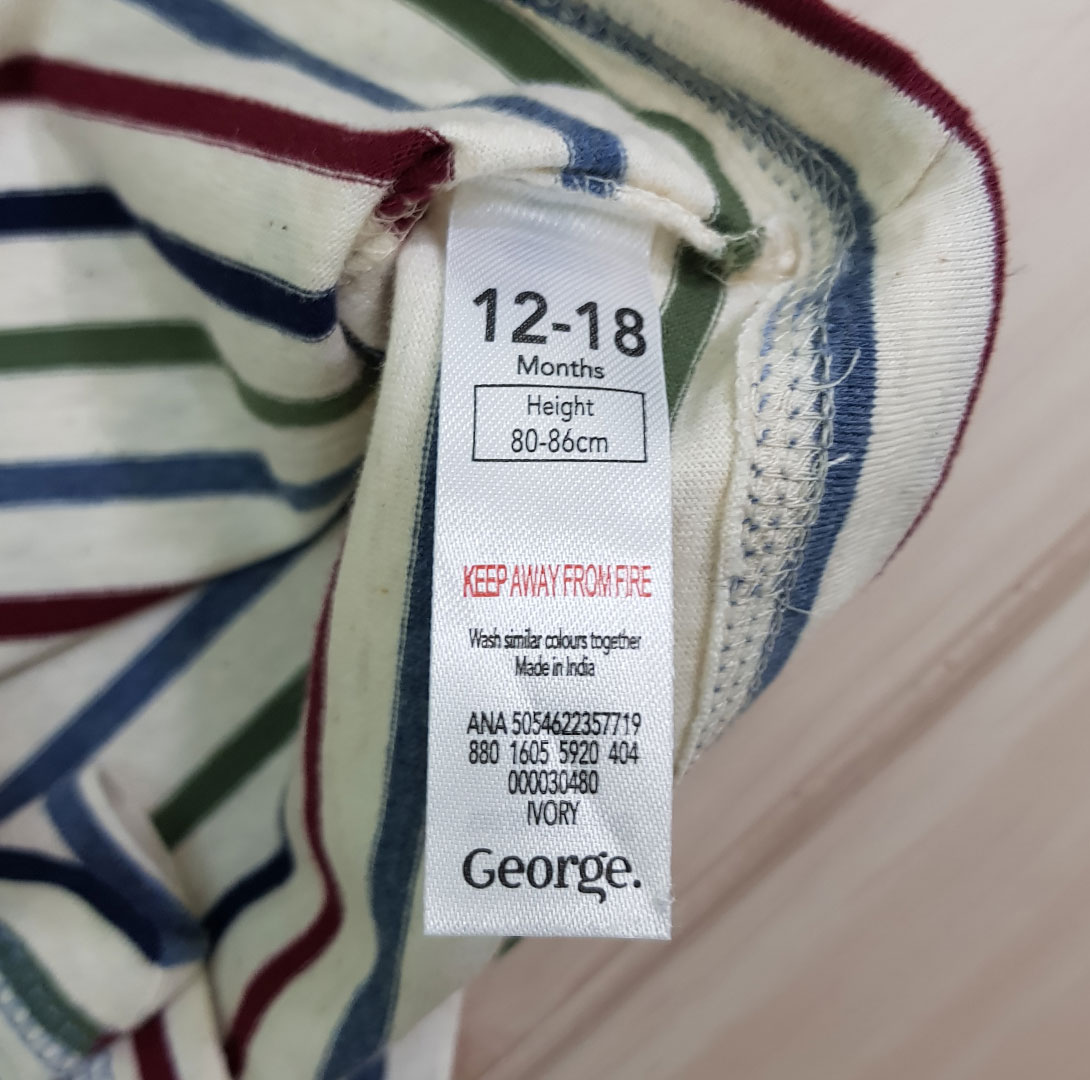 12-18
Months
Height
80-86cm
KEEP AWAY FROM FIRE
Wash similar colours together
Made in India
ANA 5054622357719
880 1605 5920 404
000030480
IVORY
George.